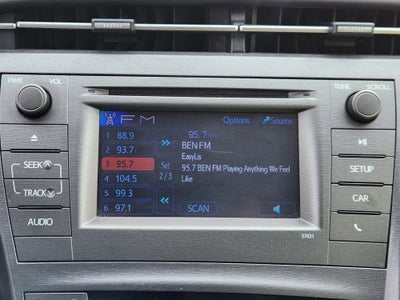 PWR VOL
TUNE SCROLL
FM
Options Source
1 88.9
95.7
2 93.7
BEN FM
EasyLis
3 95.7
Set
95.7 BEN FM Playing Anything We Feel
Like
4 104.5
2/3
5 99.3
6 97.1
SCAN
SEEK
TRACK
AUDIO
SETUP
CAR
57031